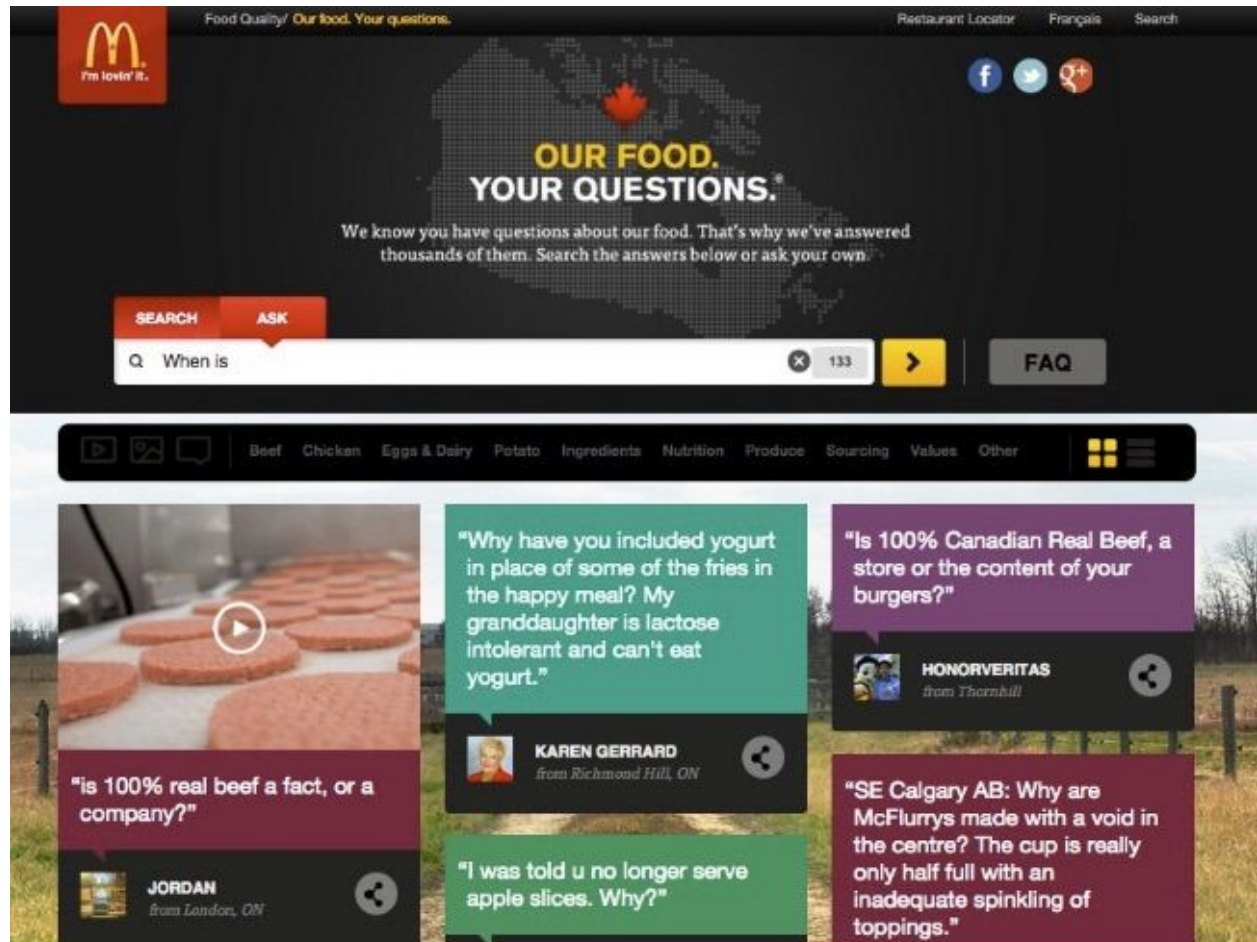 Food Quality/ Our food. Your questions.
Restaurant Locator Français Search
M
i'm lovin' it.
f g+
OUR FOOD.
YOUR QUESTIONS.®
We know you have questions about our food. That's why we've answered
thousands of them. Search the answers below or ask your own.
SEARCH ASK
When is 133 FAQ
Beef Chicken Eggs & Dairy Potato Ingredients Nutrition Produce Sourcing Values Other
“is 100% real beef a fact, or a
company?”
JORDAN
from London, ON
“Why have you included yogurt
in place of some of the fries in
the happy meal? My
granddaughter is lactose
intolerant and can't eat
yogurt.”
KAREN GERRARD
from Richmond Hill, ON
“I was told u no longer serve
apple slices. Why?”
“Is 100% Canadian Real Beef, a
store or the content of your
burgers?”
HONORVERITAS
from Thornhill
“SE Calgary AB: Why are
McFlurrys made with a void in
the centre? The cup is really
only half full with an
inadequate spinkling of
toppings.”